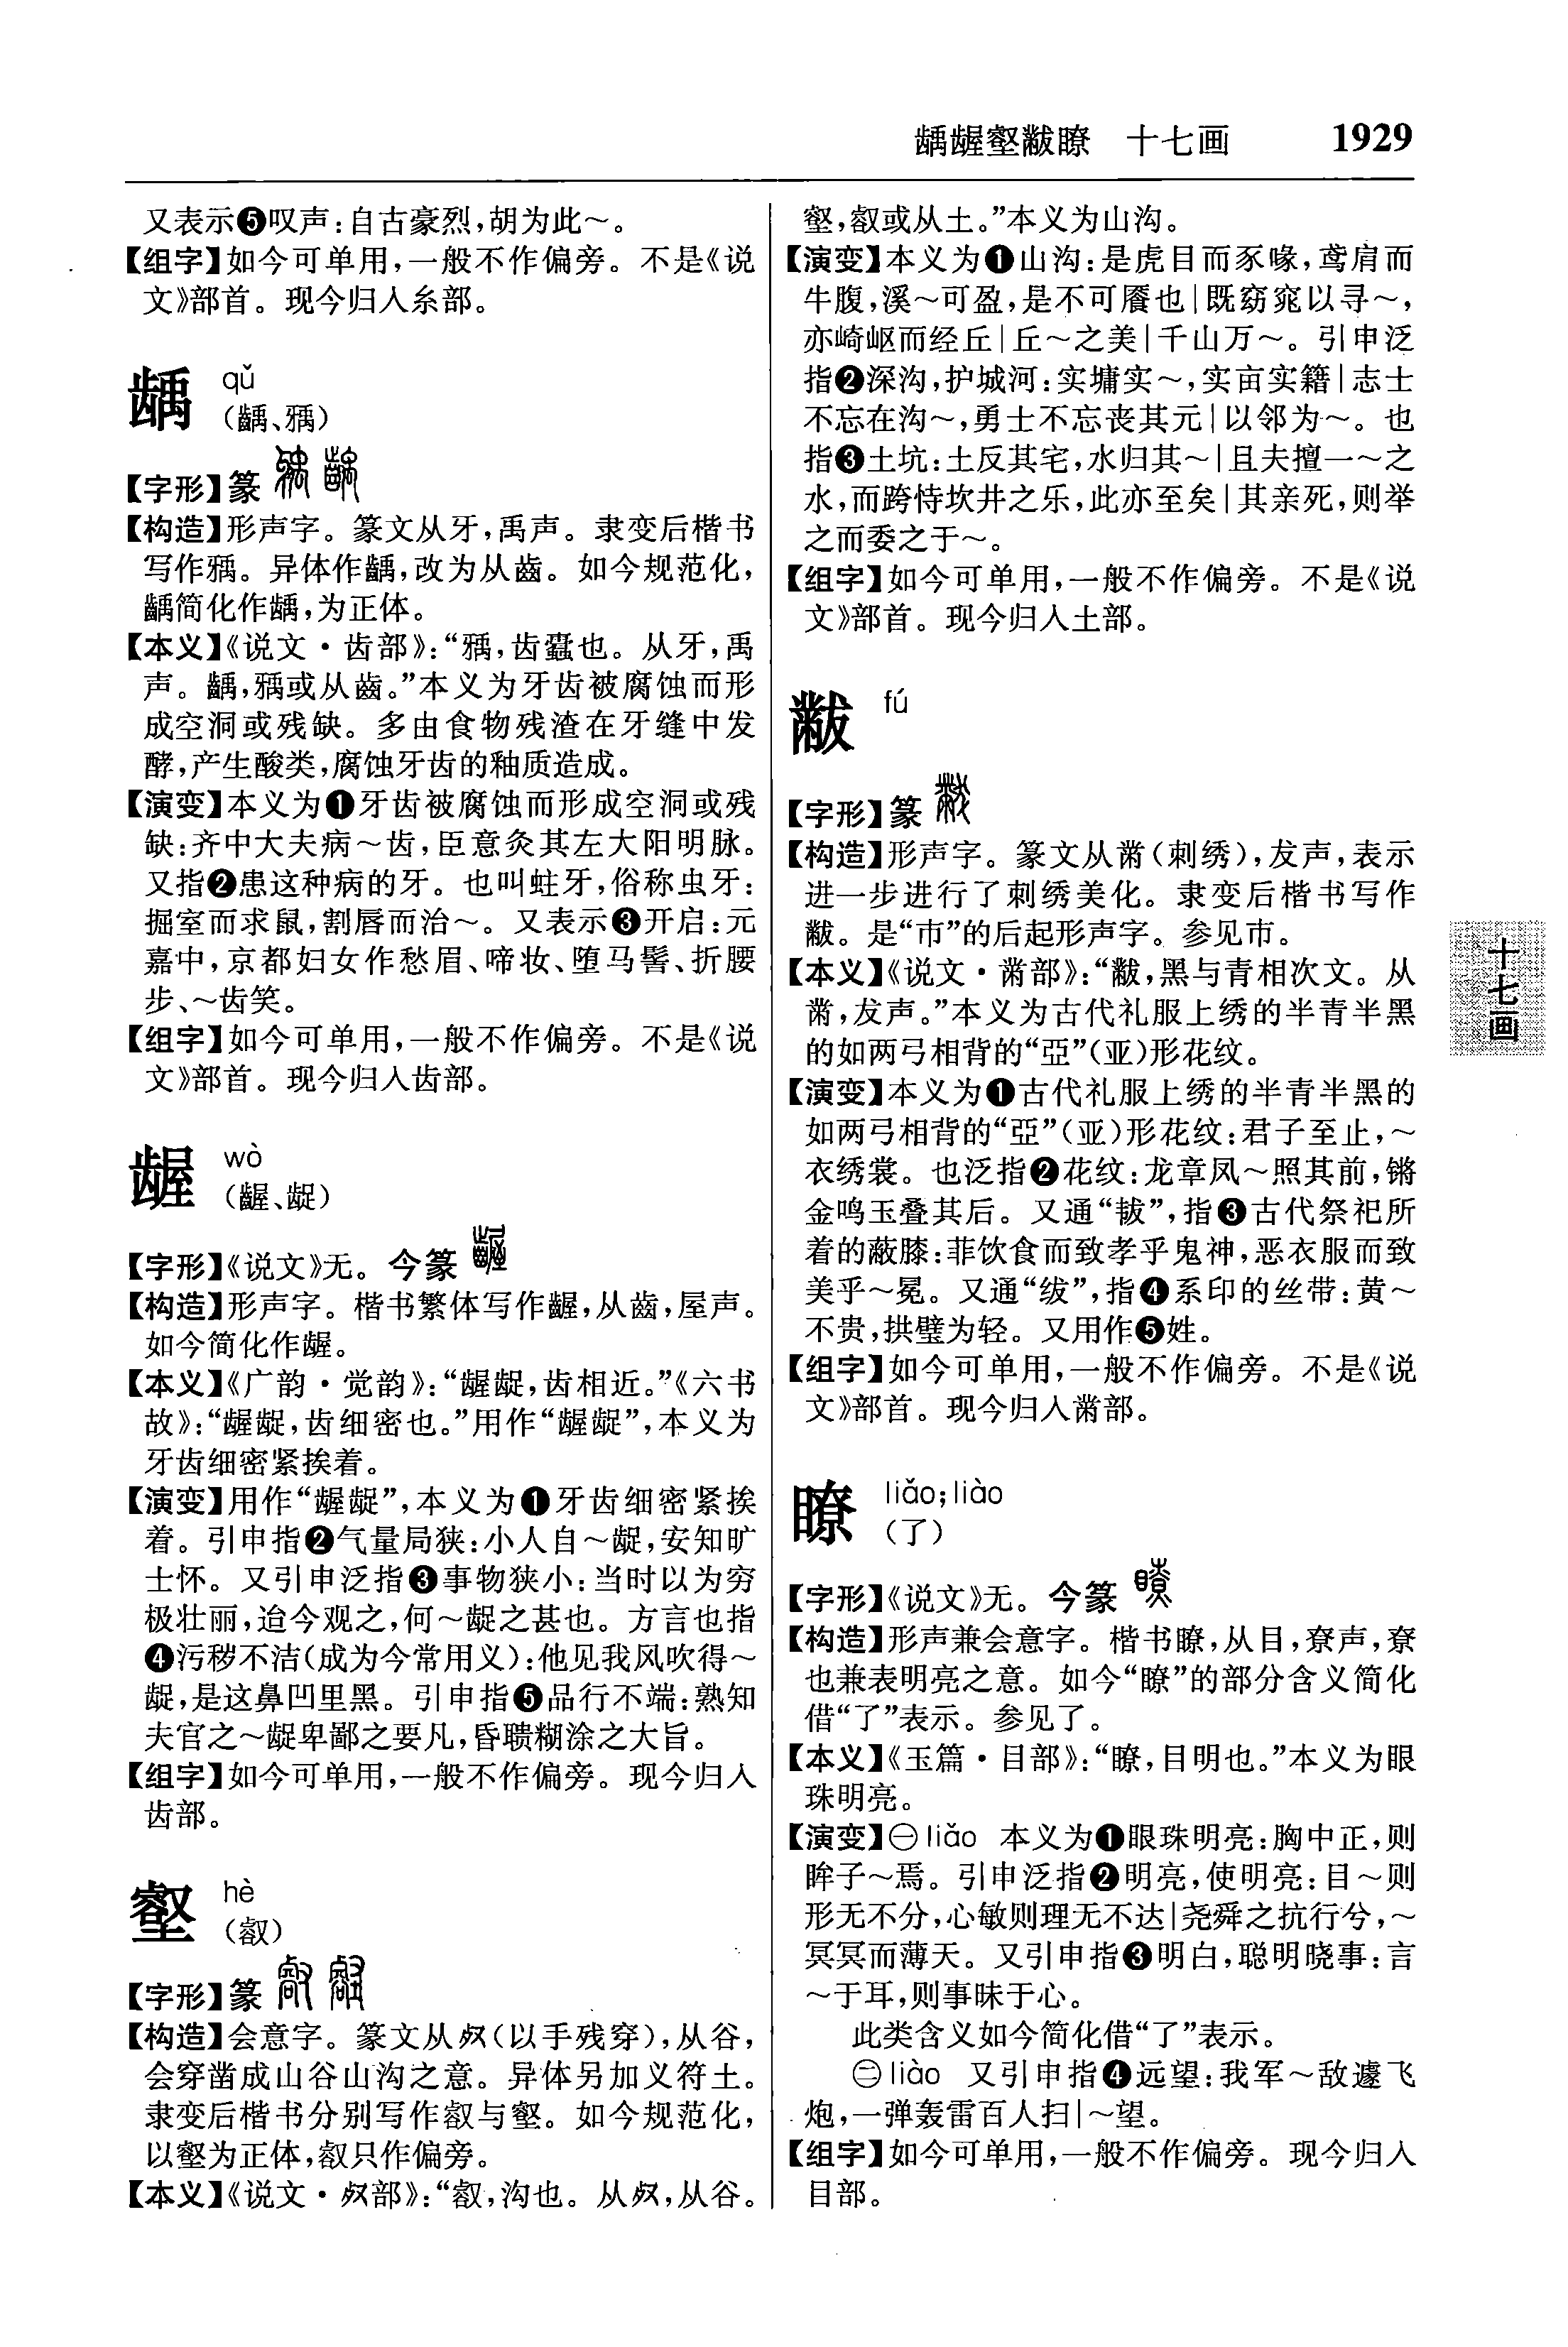 龋龌壑黻瞭　十七画　1929
又表示❺叹声:自古豪烈,胡为此～。
【组字】如今可单用,一般不作偏旁。不是《说
文》部首。现今归入糸部。
龋 qǔ
(齲、㺄)
【字形】篆
【构造】形声字。篆文从牙,禹声。隶变后楷书
写作。异体作齲,改为从齒。如今规范化,
齲简化作龋,为正体。
【本义】《说文·齿部》:“,齿蠹也。从牙,禹
声。齲,或从齒。”本义为牙齿被腐蚀而形
成空洞或残缺。多由食物残渣在牙缝中发
酵,产生酸类,腐蚀牙齿的釉质造成。
【演变】本义为❶牙齿被腐蚀而形成空洞或残
缺:齐中大夫病～齿,臣意灸其左大阳明脉。
又指❷患这种病的牙。也叫蛀牙,俗称虫牙:
掘室而求鼠,割唇而治～。又表示❸开启:元
嘉中,京都妇女作愁眉、啼妆、堕马髻、折腰
步、～齿笑。
【组字】如今可单用,一般不作偏旁。不是《说
文》部首。现今归入齿部。
龌 wò
(齷、龊)
【字形】《说文》无。今篆
【构造】形声字。楷书繁体写作齷,从齒,屋声。
如今简化作龌。
【本义】《广韵·觉韵》:“龌龊,齿相近。”《六书
故》:“龌龊,齿细密也。”用作“龌龊”,本义为
牙齿细密紧挨着。
【演变】用作“龌龊”,本义为❶牙齿细密紧挨
着。引申指❷气量局狭:小人自～龊,安知旷
士怀。又引申泛指❸事物狭小:当时以为穷
极壮丽,迨今观之,何～龊之甚也。方言也指
❹污秽不洁(成为今常用义):他见我风吹得～
龊,是这鼻凹里黑。引申指❺品行不端:熟知
夫官之～龊卑鄙之要凡,昏聩糊涂之大旨。
【组字】如今可单用,一般不作偏旁。现今归入
齿部。
壑 hè
(叡)
【字形】篆
【构造】会意字。篆文从𣦼(以手残穿),从谷,
会穿凿成山谷山沟之意。异体另加义符土。
隶变后楷书分别写作叡与壑。如今规范化,
以壑为正体,叡只作偏旁。
【本义】《说文·𣦼部》:“叡,沟也。从𣦼,从谷。
壑,叡或从土。”本义为山沟。
【演变】本义为❶山沟:是虎目而豕喙,鸢肩而
牛腹,溪～可盈,是不可餍也|既窈窕以寻～,
亦崎岖而经丘|丘～之美|千山万～。引申泛
指❷深沟,护城河:实墉实～,实亩实籍|志士
不忘在沟～,勇士不忘丧其元|以邻为～。也
指❸土坑:土反其宅,水归其～|且夫擅一～之
水,而跨恃坎井之乐,此亦至矣|其亲死,则举
之而委之于～。
【组字】如今可单用,一般不作偏旁。不是《说
文》部首。现今归入土部。
黻 fú
【字形】篆
【构造】形声字。篆文从黹(刺绣),犮声,表示
进一步进行了刺绣美化。隶变后楷书写作
黻。是“巿”的后起形声字。参见巿。
【本义】《说文·黹部》:“黻,黑与青相次文。从
黹,犮声。”本义为古代礼服上绣的半青半黑
的如两弓相背的“亞”(亚)形花纹。
【演变】本义为❶古代礼服上绣的半青半黑的
如两弓相背的“亞”(亚)形花纹:君子至止,～
衣绣裳。也泛指❷花纹:龙章凤～照其前,锵
金鸣玉叠其后。又通“韨”,指❸古代祭祀所
着的蔽膝:菲饮食而致孝乎鬼神,恶衣服而致
美乎～冕。又通“绂”,指❹系印的丝带:黄～
不贵,拱璧为轻。又用作❺姓。
【组字】如今可单用,一般不作偏旁。不是《说
文》部首。现今归入黹部。
瞭 liǎo;liào
(了)
【字形】《说文》无。今篆
【构造】形声兼会意字。楷书瞭,从目,尞声,尞
也兼表明亮之意。如今“瞭”的部分含义简化
借“了”表示。参见了。
【本义】《玉篇·目部》:“瞭,目明也。”本义为眼
珠明亮。
【演变】㊀liǎo 本义为❶眼珠明亮:胸中正,则
眸子～焉。引申泛指❷明亮,使明亮:目～则
形无不分,心敏则理无不达|尧舜之抗行兮,～
冥冥而薄天。又引申指❸明白,聪明晓事:言
～于耳,则事昧于心。
此类含义如今简化借“了”表示。
㊁liào 又引申指❹远望:我军～敌遽飞
炮,一弹轰雷百人扫|～望。
【组字】如今可单用,一般不作偏旁。现今归入
目部。
十七画